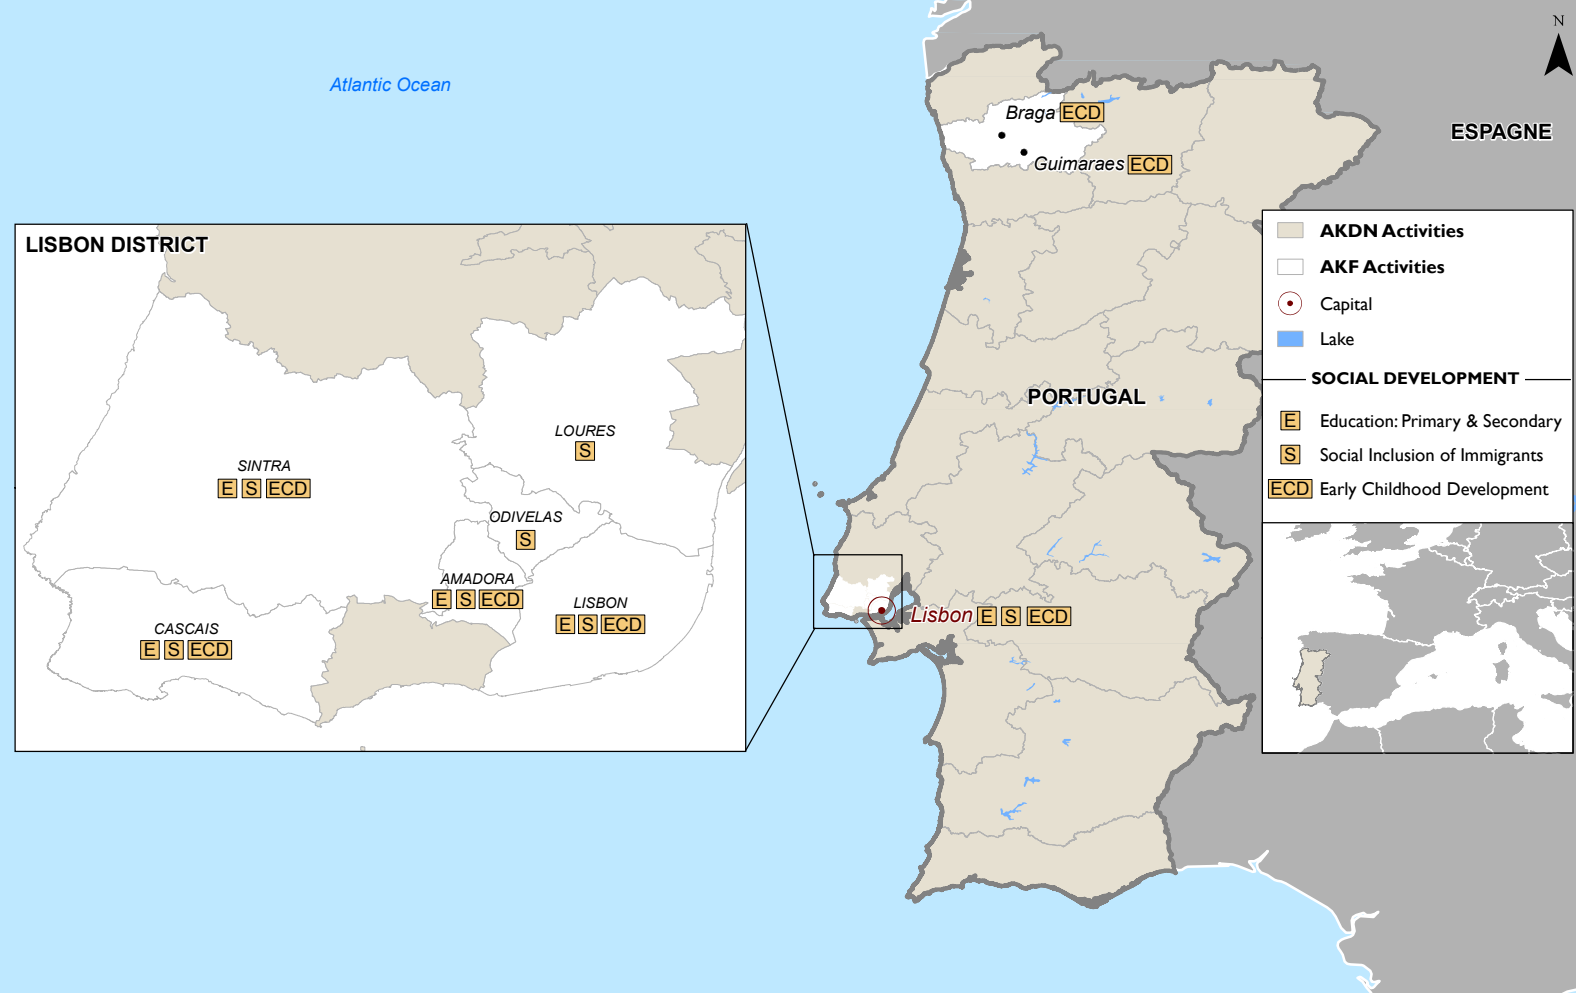 Atlantic Ocean
N
ESPAGNE
Braga ECD
Guimaraes ECD
PORTUGAL
Lisbon E S ECD
LISBON DISTRICT
LOURES
S
SINTRA
E S ECD
ODIVELAS
S
AMADORA
E S ECD
LISBON
E S ECD
CASCAIS
E S ECD
AKDN Activities
AKF Activities
Capital
Lake
SOCIAL DEVELOPMENT
E Education: Primary & Secondary
S Social Inclusion of Immigrants
ECD Early Childhood Development